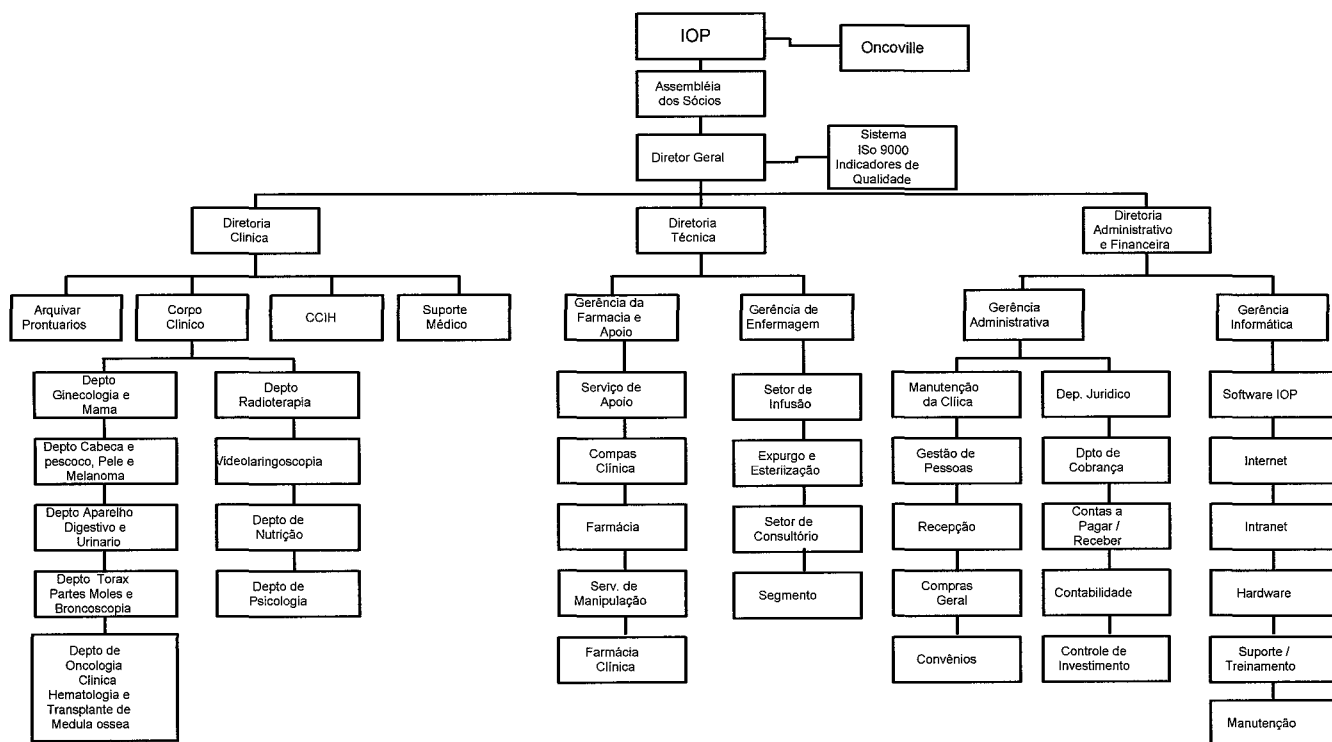 IOP
Oncoville
Assembléia
dos Sócios
Diretor Geral
Sistema
ISo 9000
Indicadores de
Qualidade
Diretoria
Clinica
Diretoria
Técnica
Diretoria
Administrativo
e Financeira
Arquivar
Prontuarios
Corpo
Clinico
CCIH
Suporte
Médico
Gerência da
Farmacia e
Apoio
Gerência de
Enfermagem
Gerência
Administrativa
Gerência
Informática
Depto
Ginecologia e
Mama
Depto
Radioterapia
Serviço de
Apoio
Setor de
Infusão
Manutenção
da Clíica
Dep. Juridico
Software IOP
Depto Cabeca e
pescoco, Pele e
Melanoma
Videolaringoscopia
Compas
Clínica
Expurgo e
Esteriização
Gestão de
Pessoas
Dpto de
Cobrança
Internet
Depto Aparelho
Digestivo e
Urinario
Depto de
Nutrição
Farmácia
Setor de
Consultório
Recepção
Contas a
Pagar /
Receber
Intranet
Depto Torax
Partes Moles e
Broncoscopia
Depto de
Psicologia
Serv. de
Manipulação
Segmento
Compras
Geral
Contabilidade
Hardware
Depto de
Oncologia
Clinica
Hematologia e
Transplante de
Medula ossea
Farmácia
Clínica
Convênios
Controle de
Investimento
Suporte /
Treinamento
Manutenção